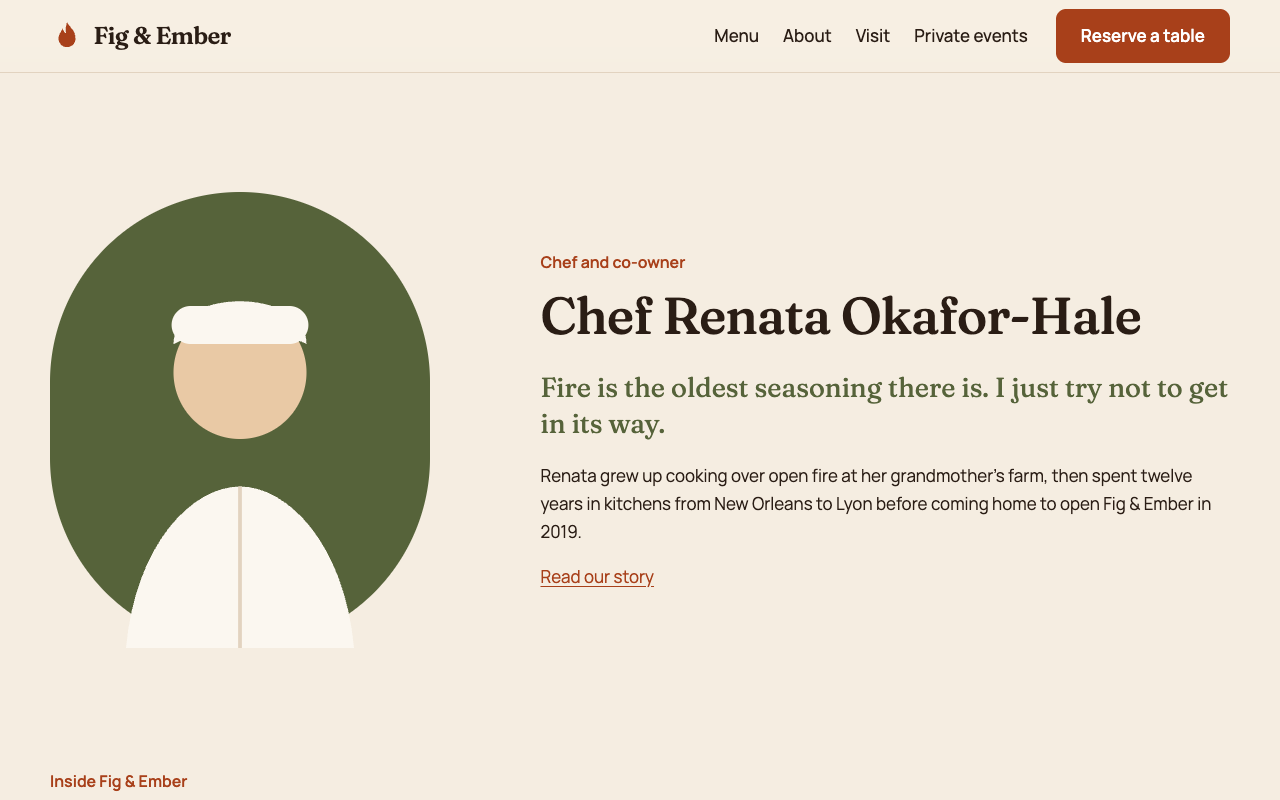 Fig & Ember
Menu
About
Visit
Private events
Reserve a table
Chef and co-owner
Chef Renata Okafor-Hale
Fire is the oldest seasoning there is. I just try not to get
in its way.
Renata grew up cooking over open fire at her grandmother’s farm, then spent twelve
years in kitchens from New Orleans to Lyon before coming home to open Fig & Ember in
2019.
Read our story
Inside Fig & Ember